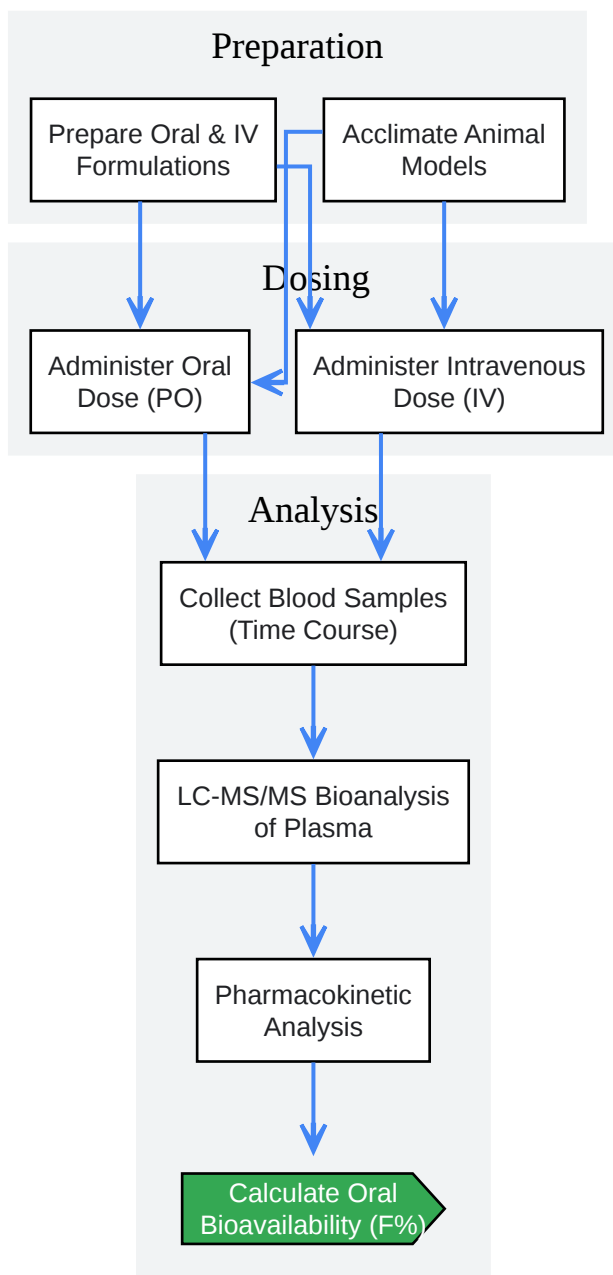 Preparation
Prepare Oral & IV
Formulations
Acclimate Animal
Models
Dosing
Administer Oral
Dose (PO)
Administer Intravenous
Dose (IV)
Analysis
Collect Blood Samples
(Time Course)
LC-MS/MS Bioanalysis
of Plasma
Pharmacokinetic
Analysis
Calculate Oral
Bioavailability (F%)